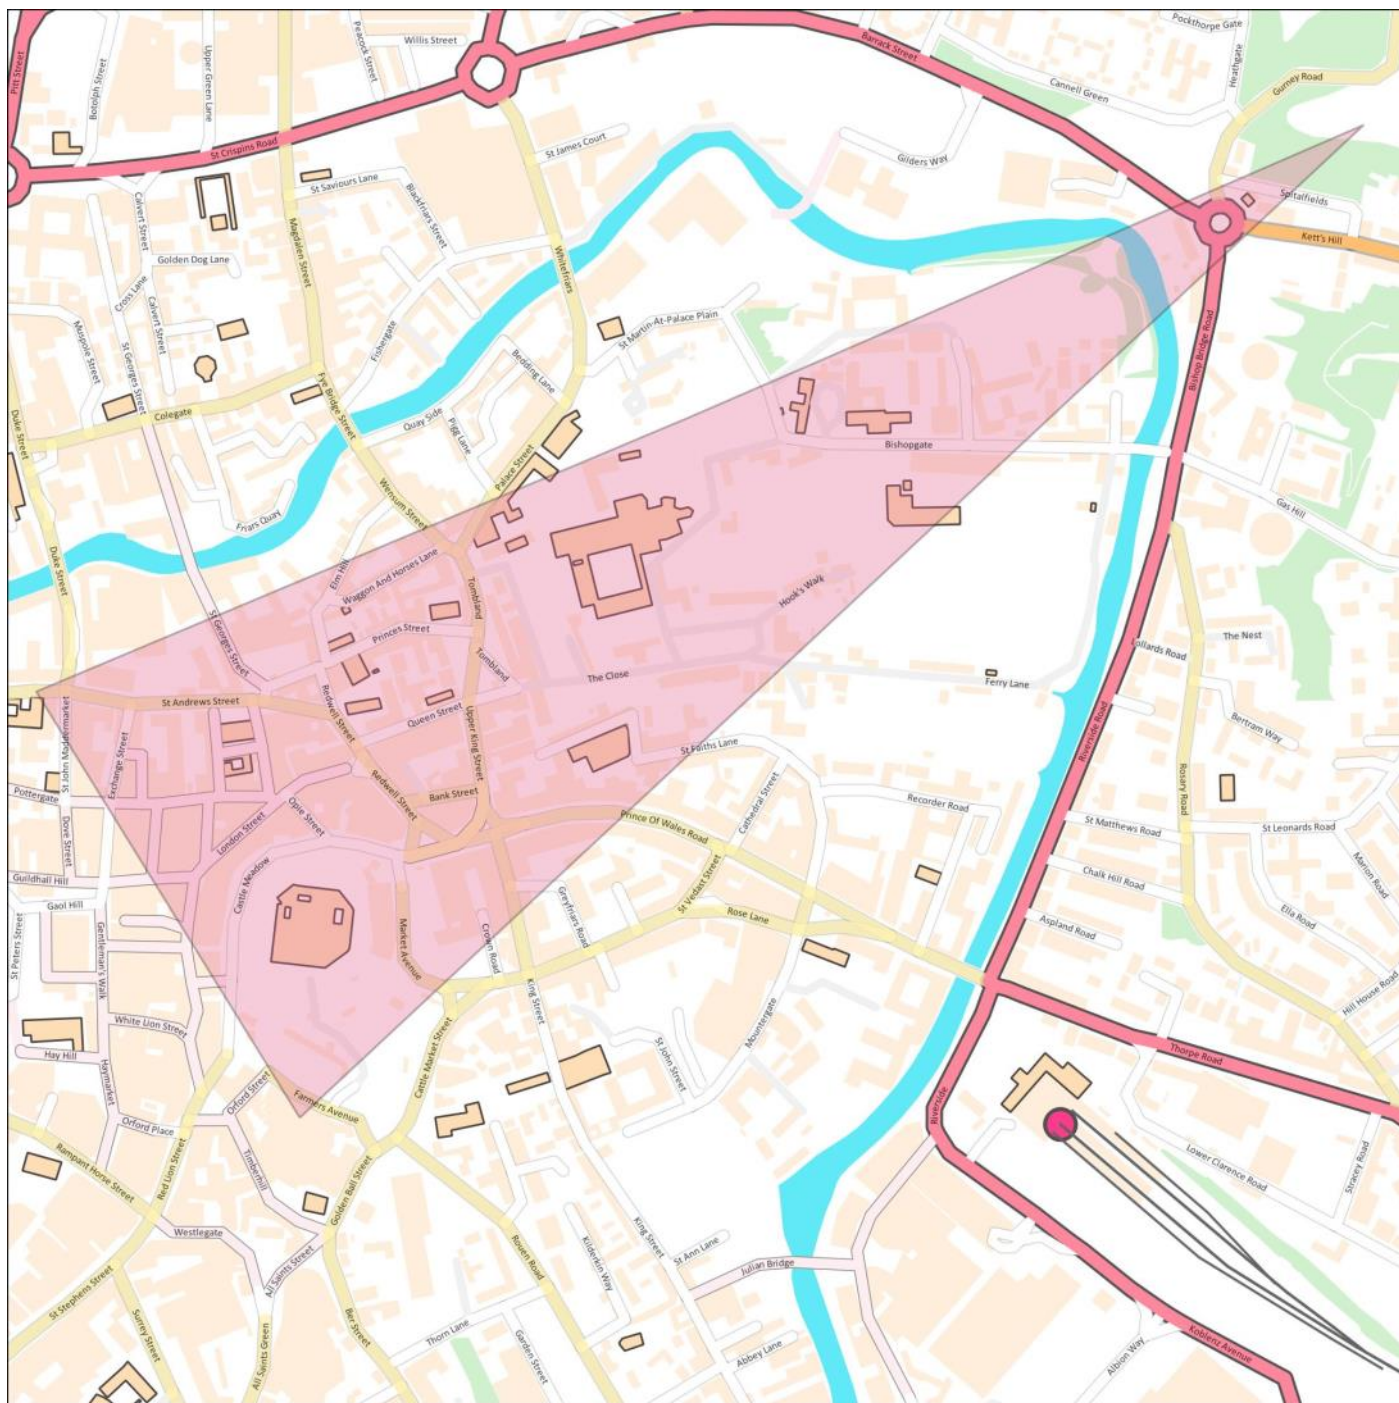 Pockthorpe Gate
Peacock Street
Willis Street
Barrack Street
Pitt Street
Botolph Street
Upper Green Lane
Heathgate
Gurney Road
Cannell Green
St Crispins Road
St James Court
Gilders Way
St Saviours Lane
Blackfriars Street
Calvert Street
Magdalen Street
Spitalfields
Kett's Hill
Golden Dog Lane
Whitefriars
Cross Lane
Calvert Street
Muspole Street
St Georges Street
Fishergate
St Martin-At-Palace Plain
Bedding Lane
Bishop Bridge Road
Duke Street
Colegate
Fye Bridge Street
Quay Side
Pigg Lane
Palace Street
Bishopgate
Wensum Street
Friars Quay
Gas Hill
Duke Street
Elm Hill
Waggon And Horses Lane
Tombland
Hook's Walk
St Georges Street
Princes Street
The Nest
Lollards Road
Tombland
The Close
Ferry Lane
St Andrews Street
St John Maddermarket
Redwell Street
Queen Street
Upper King Street
Exchange Street
St Faiths Lane
Riverside Road
Bertram Way
Pottergate
Redwell Street
Bank Street
Opie Street
London Street
Cathedral Street
Recorder Road
Rosary Road
Dove Street
Prince Of Wales Road
St Matthews Road
St Leonards Road
Guildhall Hill
Castle Meadow
St Vedast Street
Chalk Hill Road
Marion Road
Gaol Hill
Greyfriars Road
Rose Lane
Ella Road
Aspland Road
St Peters Street
Gentleman's Walk
Market Avenue
Crown Road
King Street
Hill House Road
White Lion Street
Hay Hill
Haymarket
Cattle Market Street
St John Street
Mountergate
Thorpe Road
Orford Street
Farmers Avenue
Riverside
Orford Place
Rampant Horse Street
Red Lion Street
Timberhill
Golden Ball Street
Lower Clarence Road
Stracey Road
Westlegate
All Saints Street
Rouen Road
Kilderkin Way
King Street
St Ann Lane
Julian Bridge
St Stephens Street
Surrey Street
All Saints Green
Ber Street
Thorn Lane
Garden Street
Abbey Lane
Albion Way
Koblenz Avenue